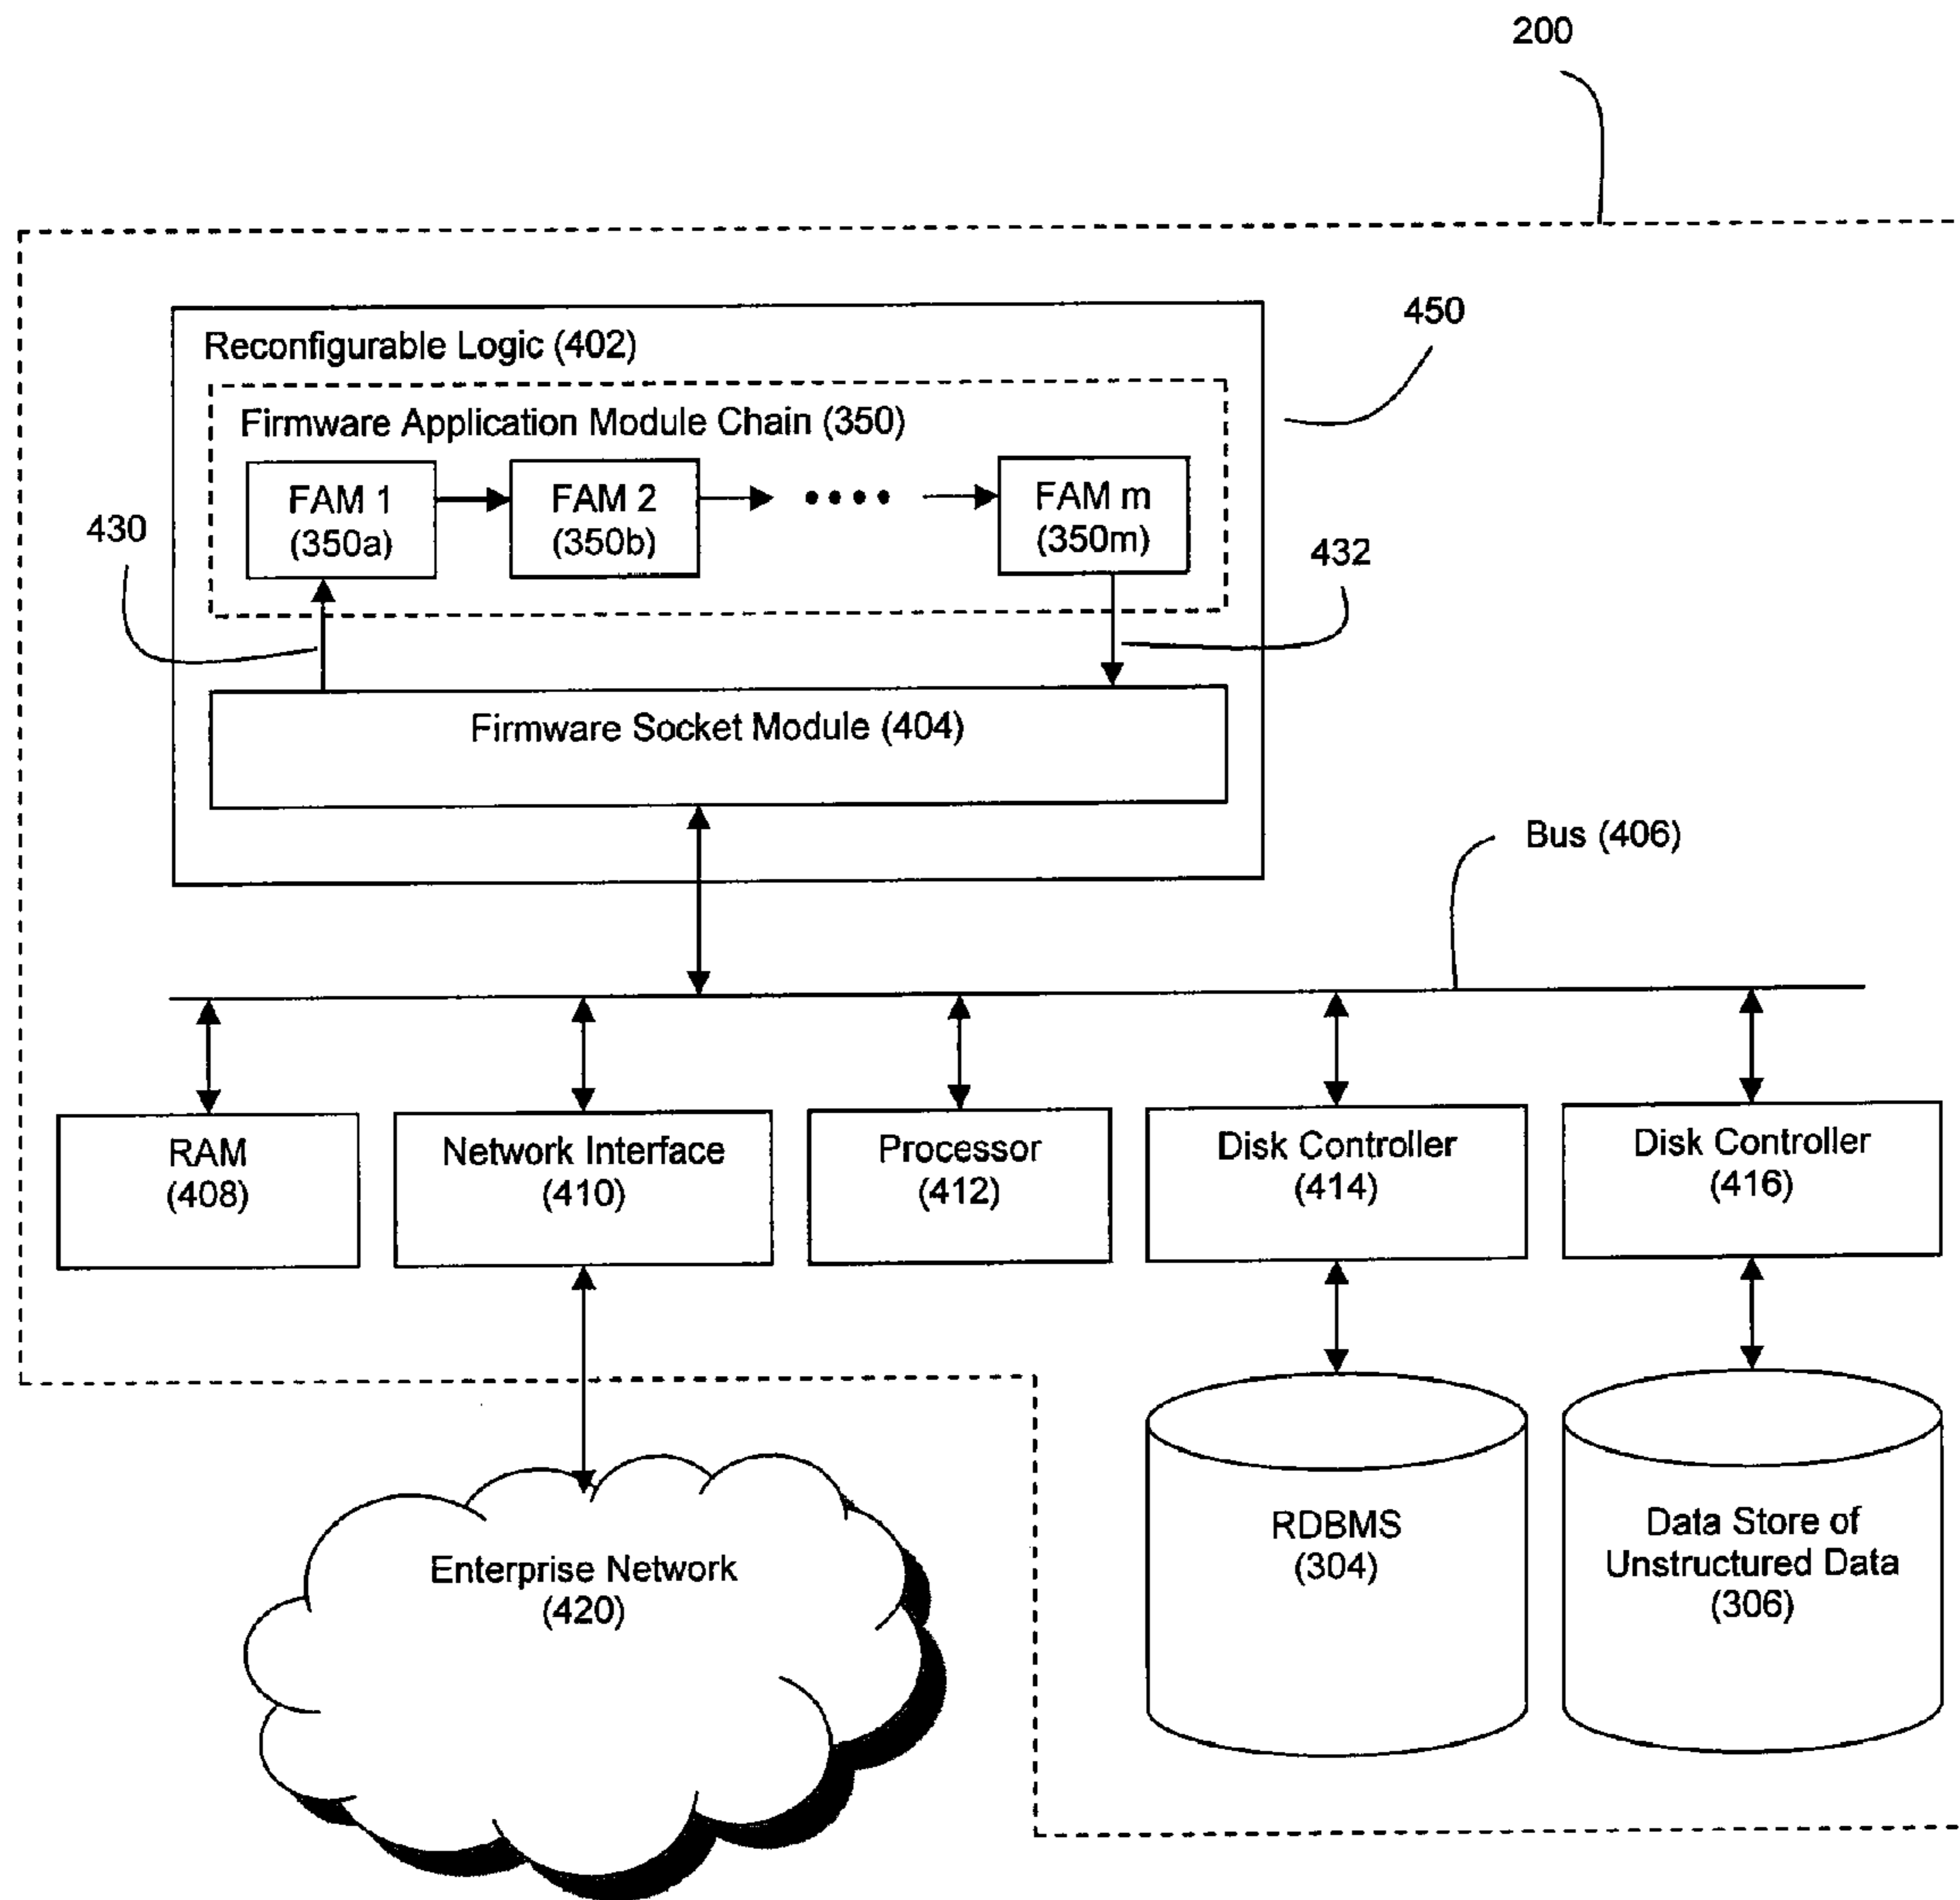 200
450
Reconfigurable Logic (402)
Firmware Application Module Chain (350)
FAM 1
(350a)
FAM 2
(350b)
FAM m
(350m)
430
432
Firmware Socket Module (404)
Bus (406)
RAM
(408)
Network Interface
(410)
Processor
(412)
Disk Controller
(414)
Disk Controller
(416)
Enterprise Network
(420)
RDBMS
(304)
Data Store of
Unstructured Data
(306)